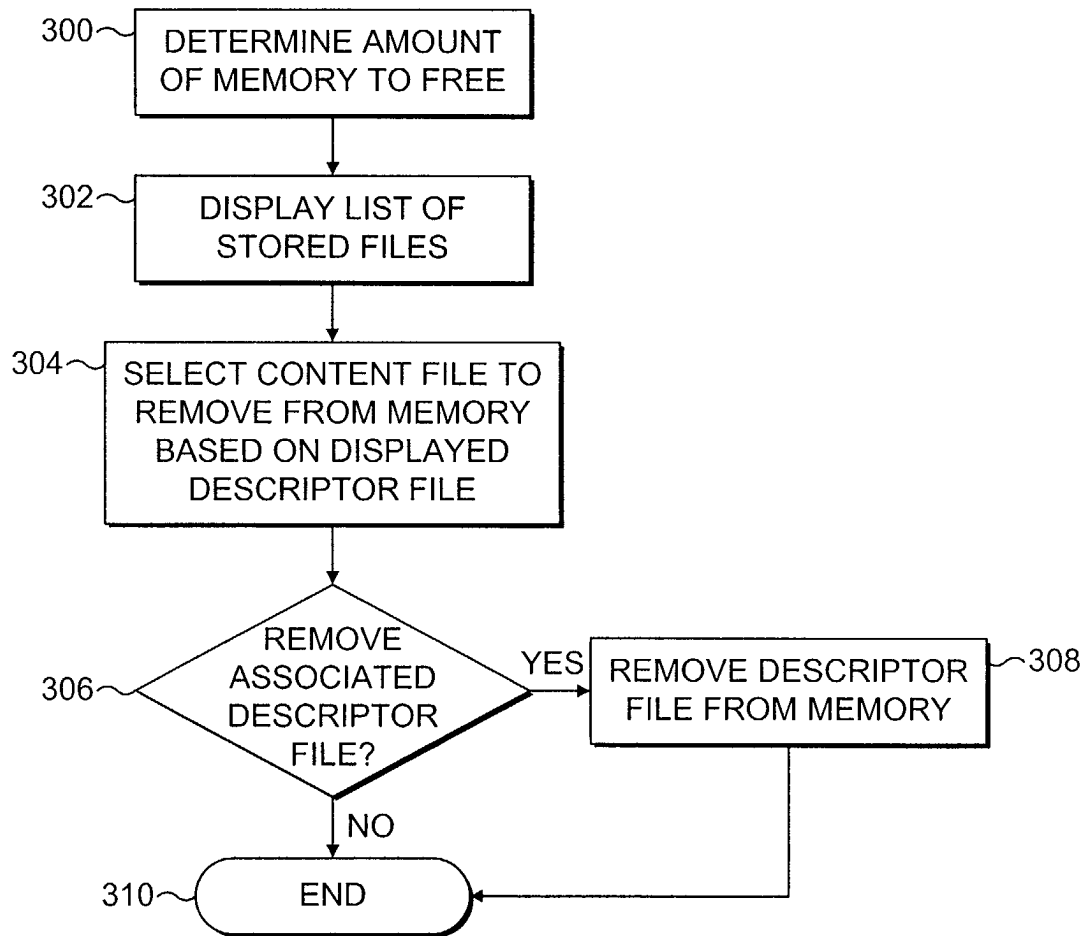 300
DETERMINE AMOUNT
OF MEMORY TO FREE
302
DISPLAY LIST OF
STORED FILES
304
SELECT CONTENT FILE TO
REMOVE FROM MEMORY
BASED ON DISPLAYED
DESCRIPTOR FILE
306
REMOVE
ASSOCIATED
DESCRIPTOR
FILE?
YES
REMOVE DESCRIPTOR
FILE FROM MEMORY
308
NO
310
END